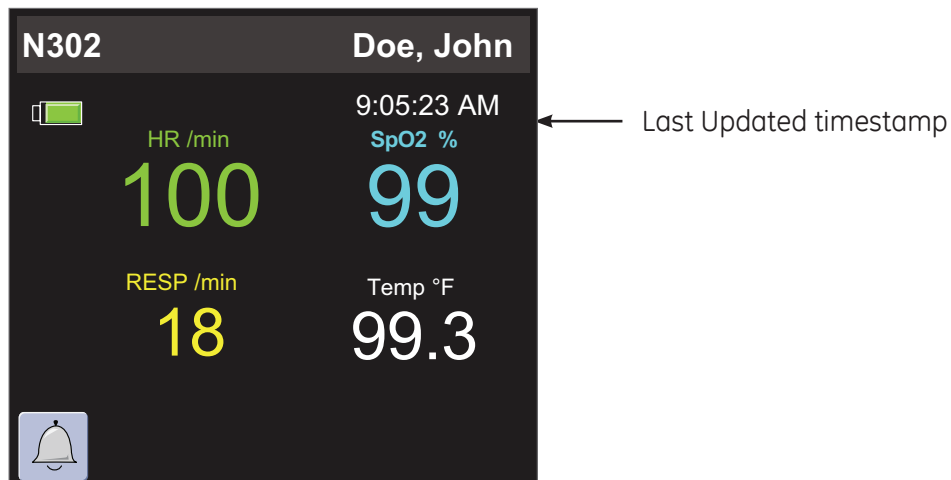 N302 Doe, John
9:05:23 AM
Last Updated timestamp
HR /min SpO2 %
100 99
RESP /min Temp °F
18 99.3